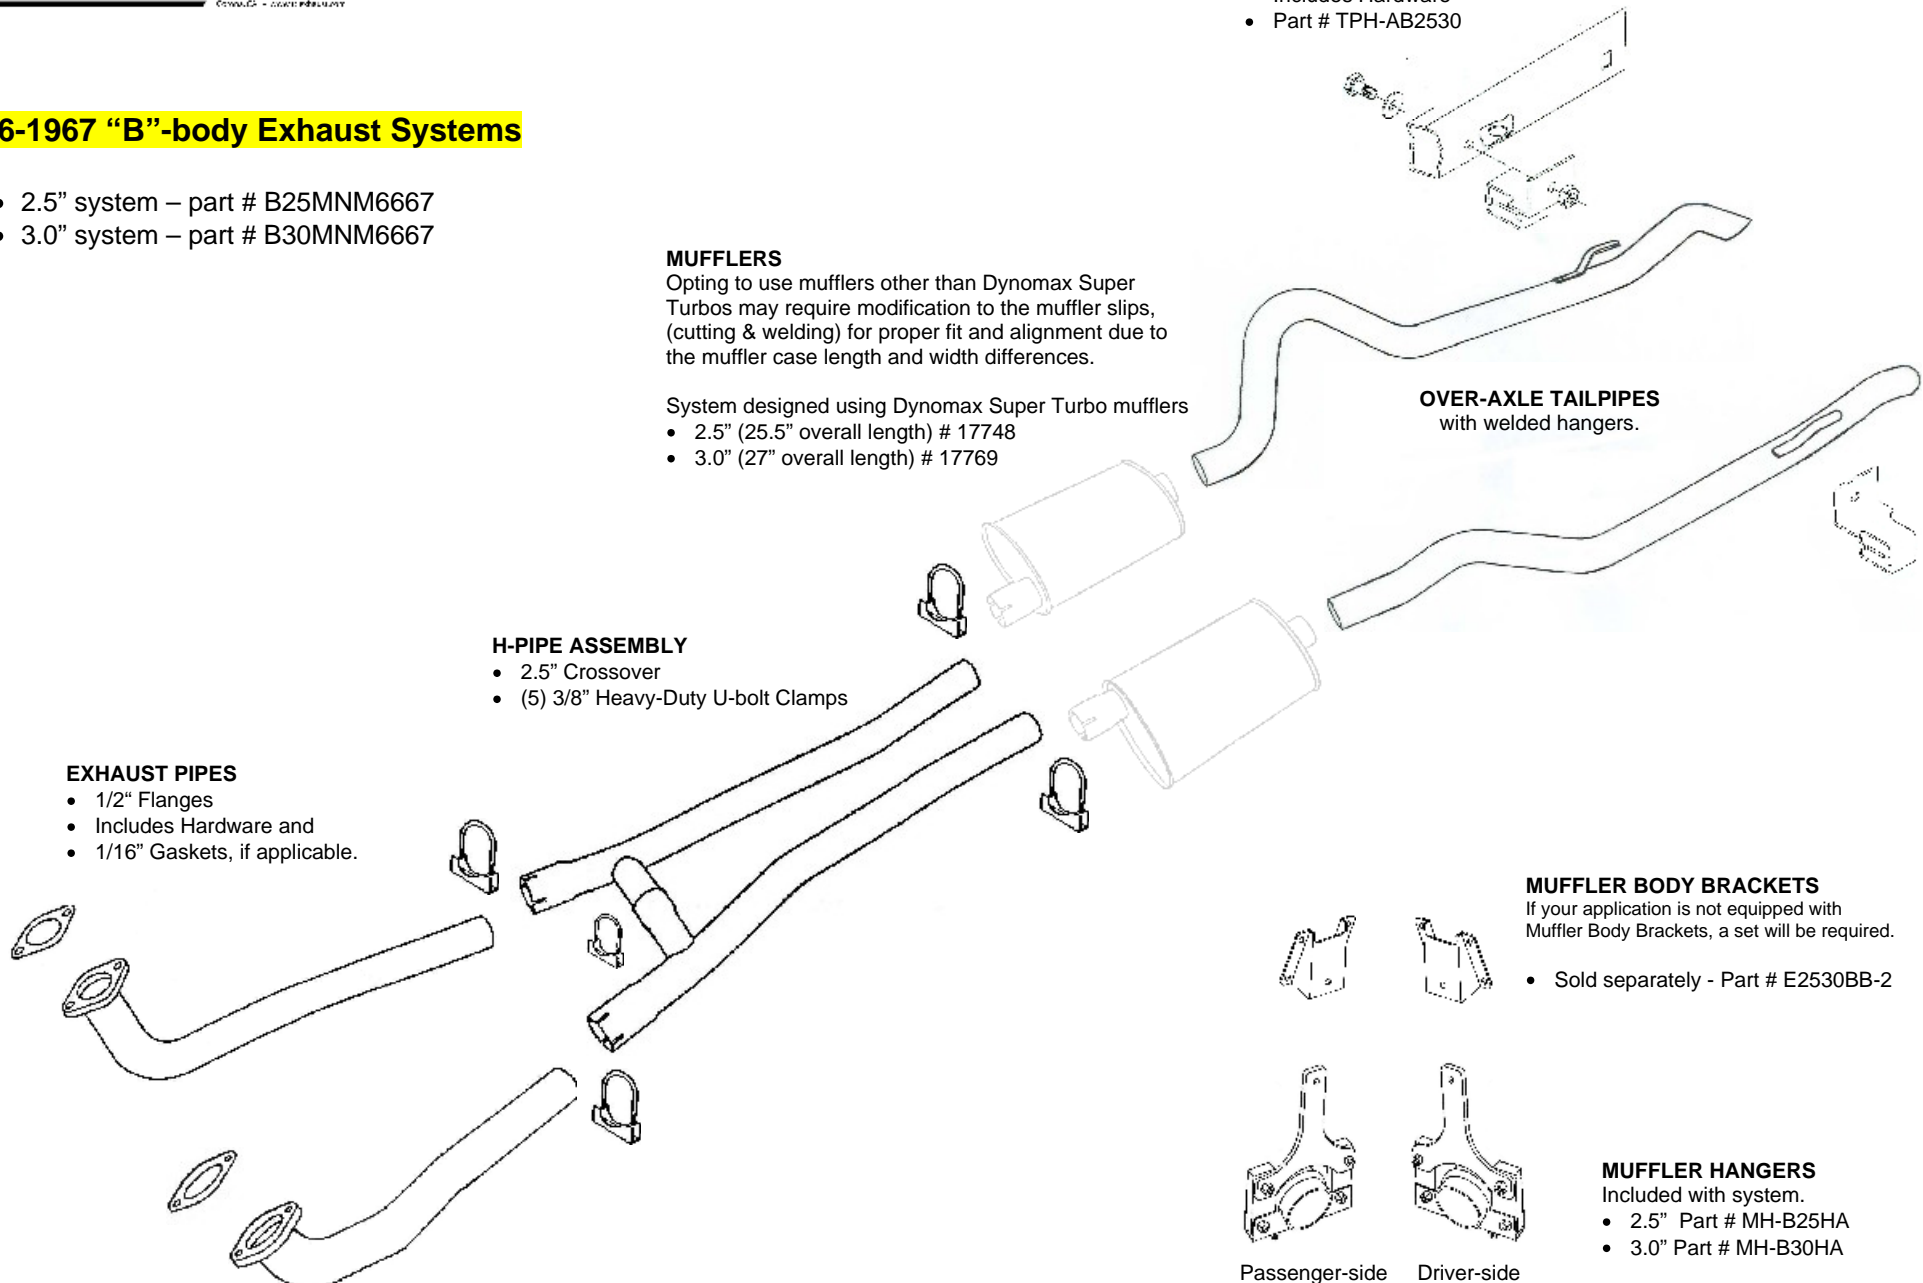 • Part # TPH-AB2530
6-1967 “B”-body Exhaust Systems
• 2.5” system – part # B25MNM6667
• 3.0” system – part # B30MNM6667
MUFFLERS
Opting to use mufflers other than Dynomax Super
Turbos may require modification to the muffler slips,
(cutting & welding) for proper fit and alignment due to
the muffler case length and width differences.
System designed using Dynomax Super Turbo mufflers
• 2.5” (25.5” overall length) # 17748
• 3.0” (27” overall length) # 17769
OVER-AXLE TAILPIPES
with welded hangers.
H-PIPE ASSEMBLY
• 2.5” Crossover
• (5) 3/8” Heavy-Duty U-bolt Clamps
EXHAUST PIPES
• 1/2“ Flanges
• Includes Hardware and
• 1/16” Gaskets, if applicable.
MUFFLER BODY BRACKETS
If your application is not equipped with
Muffler Body Brackets, a set will be required.
• Sold separately - Part # E2530BB-2
MUFFLER HANGERS
Included with system.
• 2.5” Part # MH-B25HA
• 3.0” Part # MH-B30HA
Passenger-side Driver-side